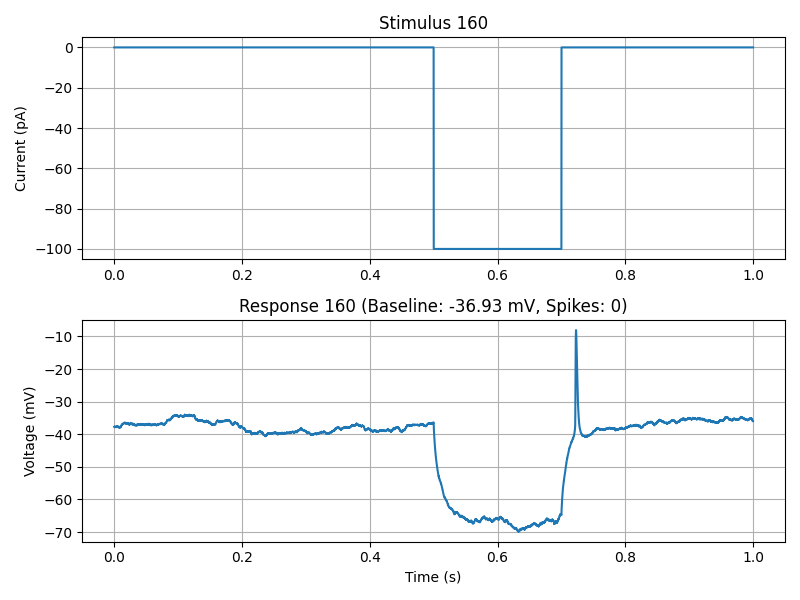 Stimulus 160
Current (pA)
0
−20
−40
−60
−80
−100
0.0 0.2 0.4 0.6 0.8 1.0
Response 160 (Baseline: -36.93 mV, Spikes: 0)
Voltage (mV)
−10
−20
−30
−40
−50
−60
−70
0.0 0.2 0.4 0.6 0.8 1.0
Time (s)